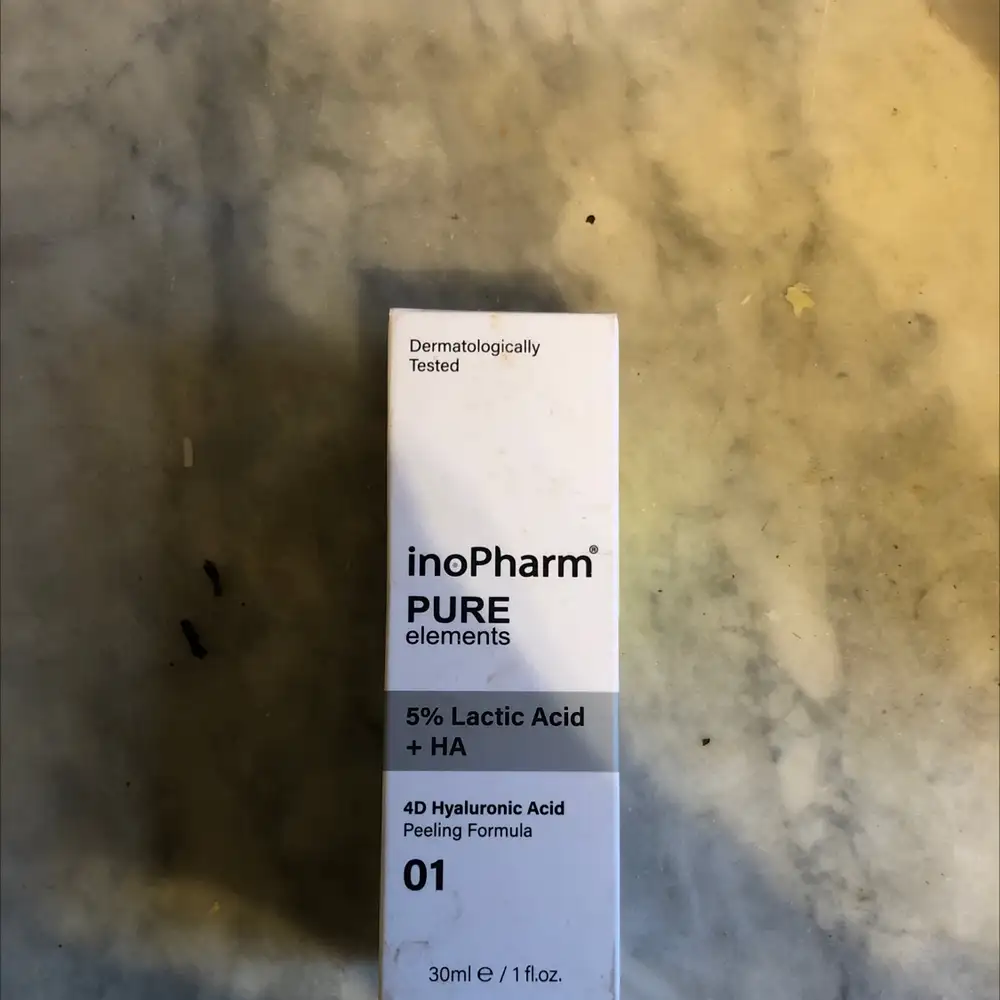 Dermatologically
Tested
inoPharm®
PURE
elements
5% Lactic Acid
+ HA
4D Hyaluronic Acid
Peeling Formula
01
30ml ℮ / 1 fl.oz.